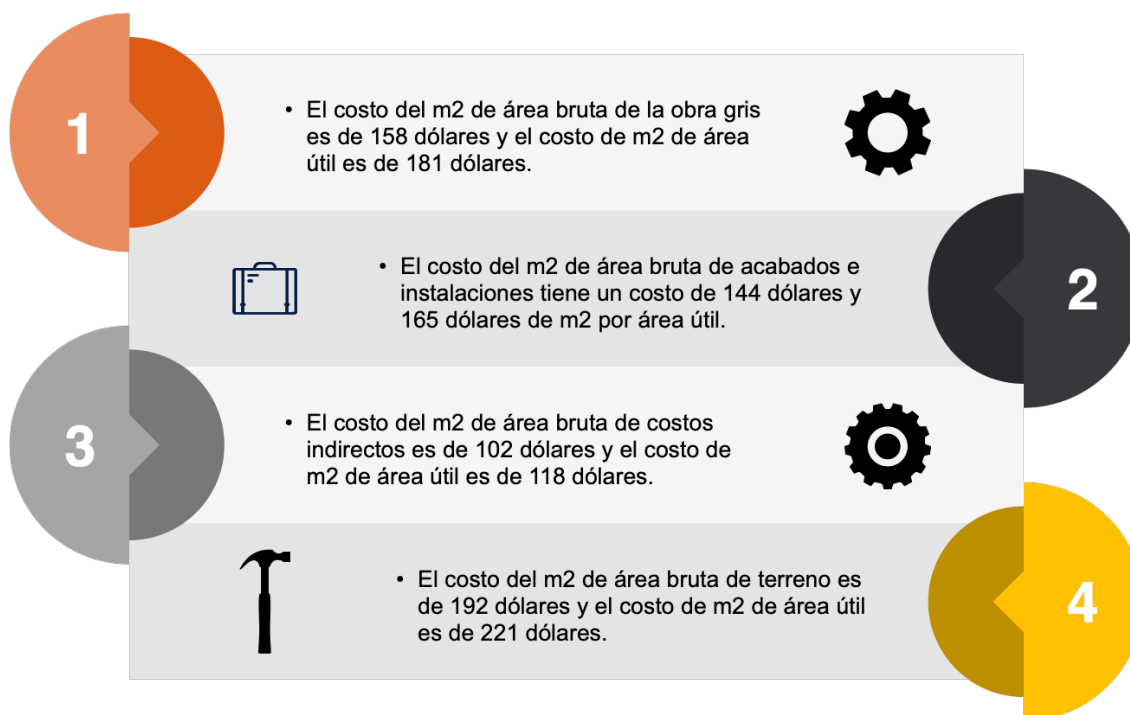 1
• El costo del m2 de área bruta de la obra gris
es de 158 dólares y el costo de m2 de área
útil es de 181 dólares.
• El costo del m2 de área bruta de acabados e
instalaciones tiene un costo de 144 dólares y
165 dólares de m2 por área útil.
2
3
• El costo del m2 de área bruta de costos
indirectos es de 102 dólares y el costo de
m2 de área útil es de 118 dólares.
• El costo del m2 de área bruta de terreno es
de 192 dólares y el costo de m2 de área útil
es de 221 dólares.
4